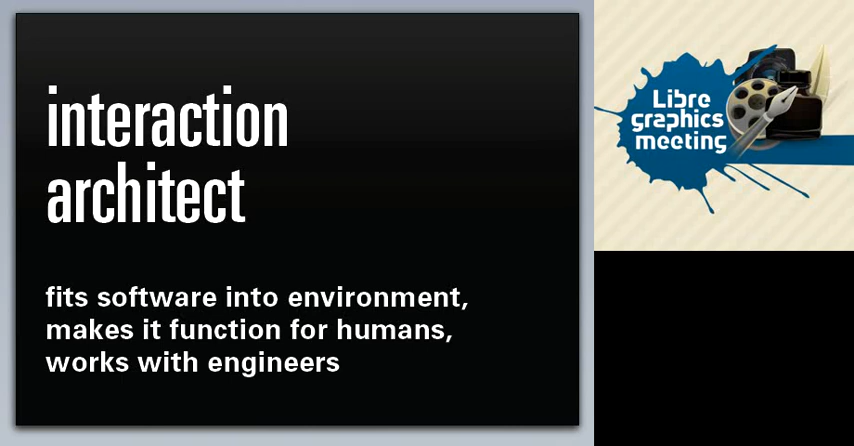 interaction
architect
fits software into environment,
makes it function for humans,
works with engineers
Libre
graphics
meeting